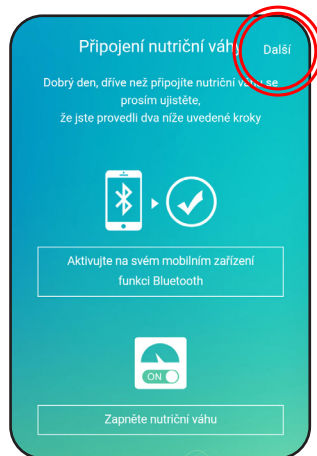 Připojení nutriční váhy
Další
Dobrý den, dříve než připojíte nutriční váhu se
prosím ujistěte,
že jste provedli dva níže uvedené kroky
Aktivujte na svém mobilním zařízení
funkci Bluetooth
ON
Zapněte nutriční váhu